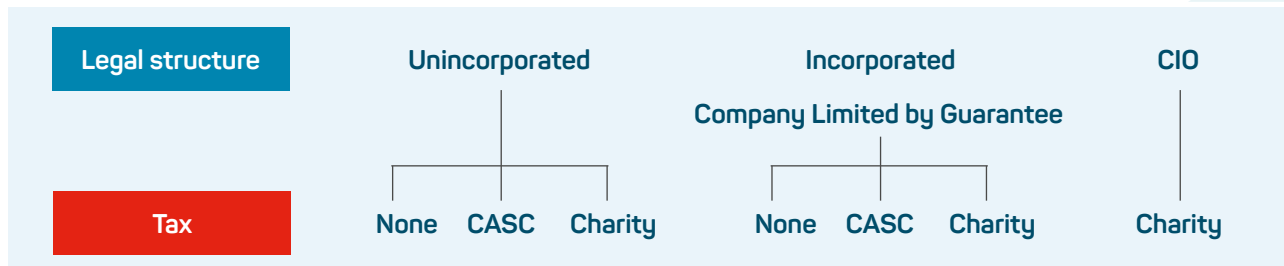 Legal structure Unincorporated Incorporated CIO
Company Limited by Guarantee
Tax None CASC Charity None CASC Charity Charity